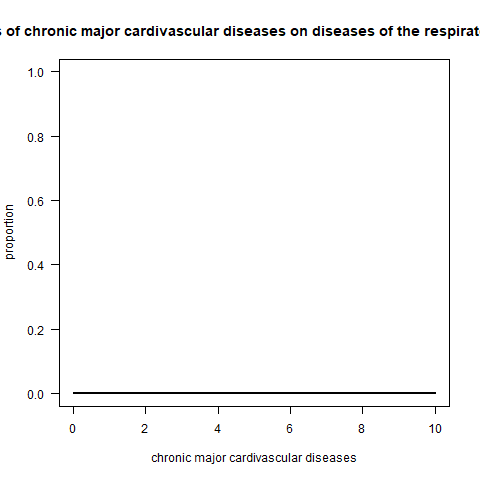 of chronic major cardivascular diseases on diseases of the
1.0
0.8
0.6
0.4
0.2
0.0
proportion
0 2 4 6 8 10
chronic major cardivascular diseases